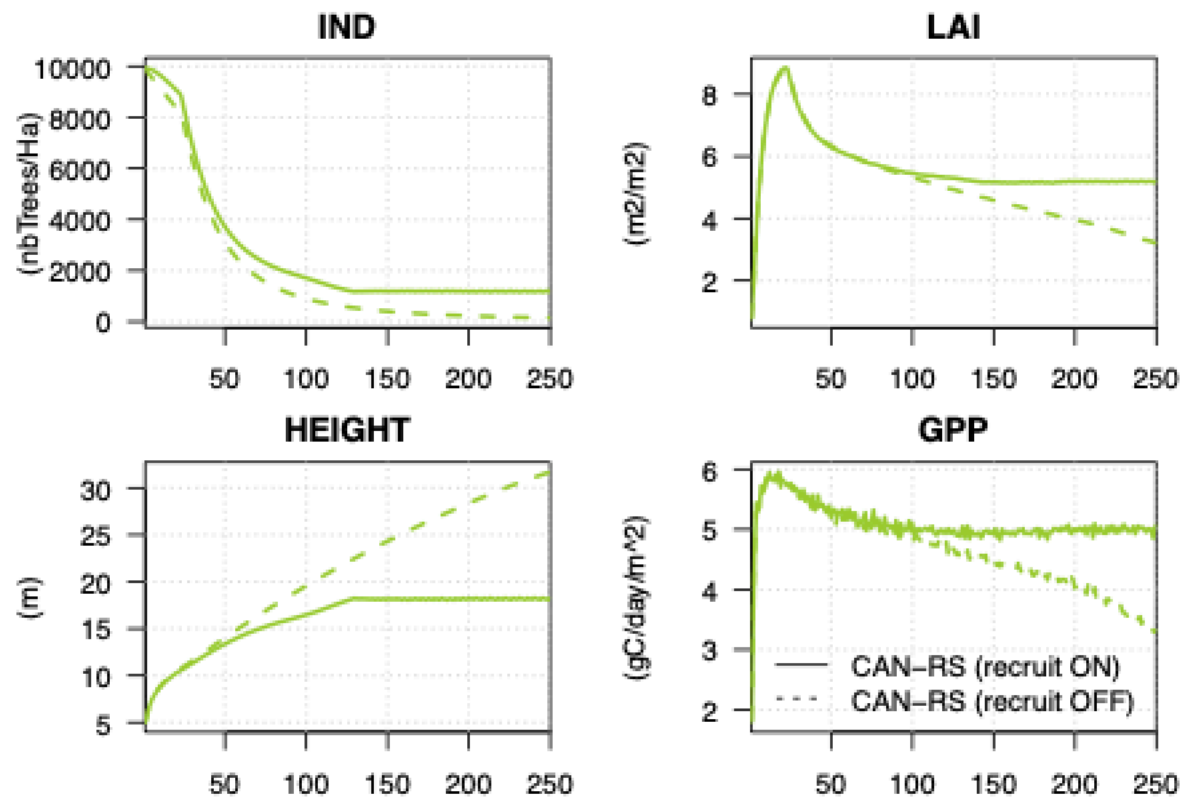 IND
(nbTrees/Ha)
10000
8000
6000
4000
2000
0
50 100 150 200 250
LAI
(m2/m2)
8
6
4
2
50 100 150 200 250
HEIGHT
(m)
30
25
20
15
10
5
50 100 150 200 250
GPP
(gC/day/m^2)
6
5
4
3
2
CAN−RS (recruit ON)
CAN−RS (recruit OFF)
50 100 150 200 250